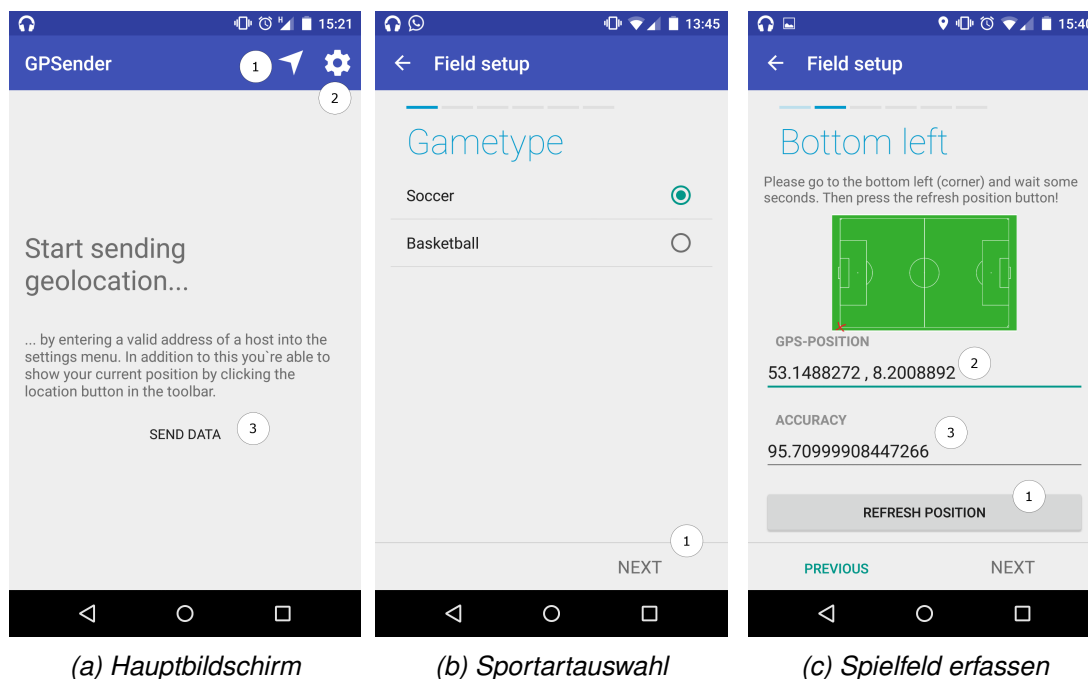 15:21
GPSender
1
2
Start sending
geolocation...
... by entering a valid address of a host into the
settings menu. In addition to this you`re able to
show your current position by clicking the
location button in the toolbar.
SEND DATA
3
(a) Hauptbildschirm
13:45
Field setup
Gametype
Soccer
Basketball
1
NEXT
(b) Sportartauswahl
15:40
Field setup
Bottom left
Please go to the bottom left (corner) and wait some
seconds. Then press the refresh position button!
GPS-POSITION
53.1488272 , 8.2008892
2
ACCURACY
95.70999908447266
3
1
REFRESH POSITION
PREVIOUS NEXT
(c) Spielfeld erfassen